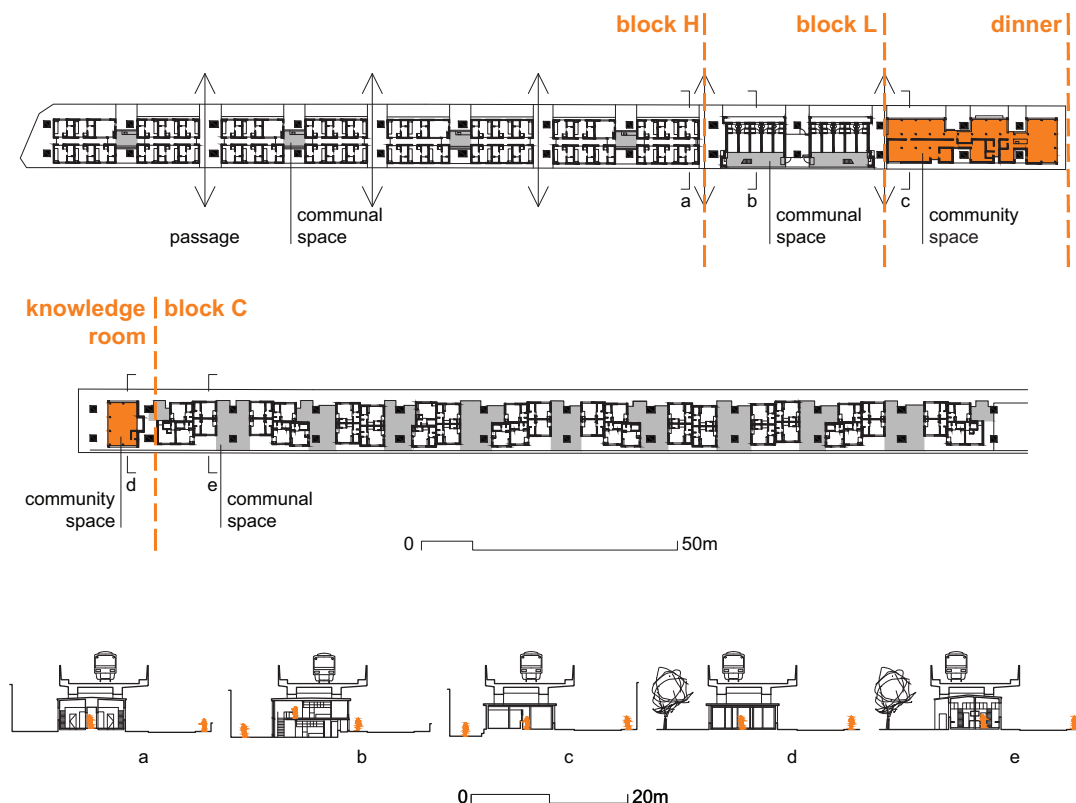 block H
block L
dinner
a
b
c
passage
communal
space
communal
space
community
space
knowledge
room
block C
d
e
community
space
communal
space
0
50m
a
b
c
d
e
0
20m